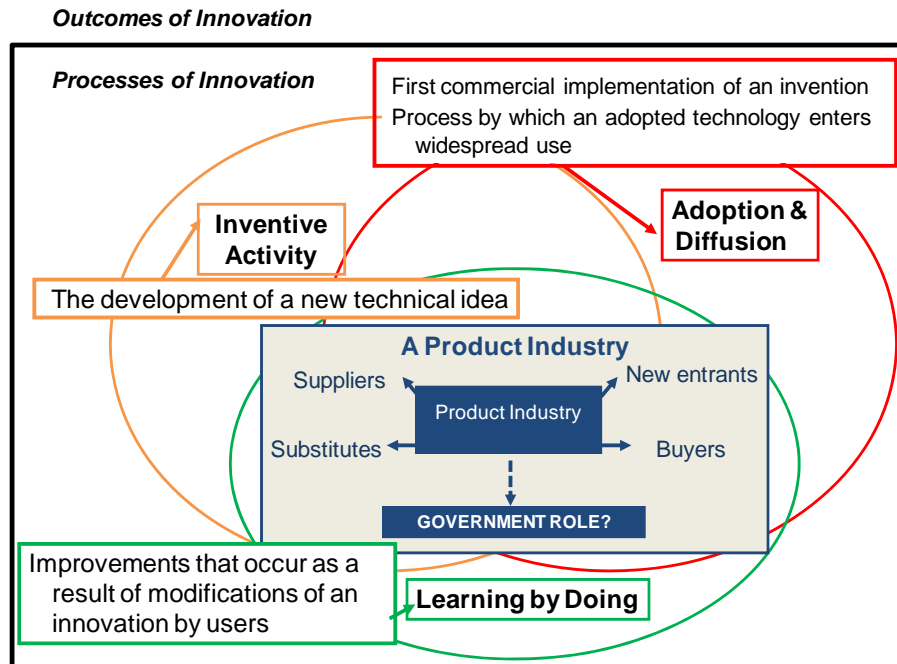 Outcomes of Innovation
Processes of Innovation
First commercial implementation of an invention
Process by which an adopted technology enters
widespread use
Inventive
Activity
Adoption &
Diffusion
The development of a new technical idea
A Product Industry
Suppliers
New entrants
Product Industry
Substitutes
Buyers
GOVERNMENT ROLE?
Improvements that occur as a
result of modifications of an
innovation by users
Learning by Doing